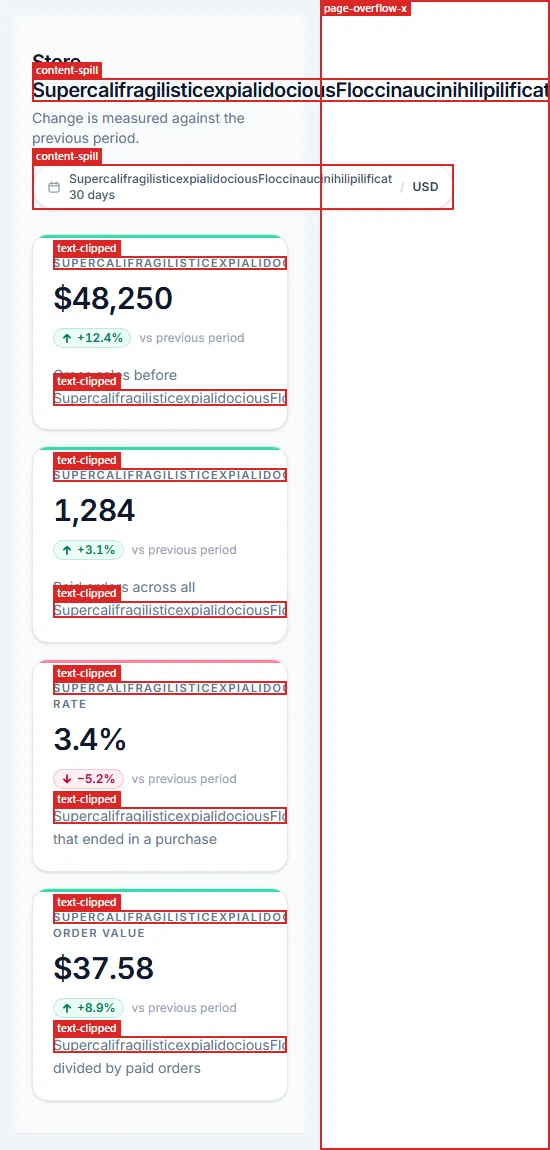 page-overflow-x
Store
content-spill
SupercalifragilisticexpialidociousFloccinaucinihilipilificat
Change is measured against the
previous period.
content-spill
SupercalifragilisticexpialidociousFloccinaucinihilipilificat
30 days
/ USD
text-clipped
SUPERCALIFRAGILISTICEXPIALIDOC
$48,250
+12.4% vs previous period
sales before
text-clipped
SupercalifragilisticexpialidociousFlo
text-clipped
SUPERCALIFRAGILISTICEXPIALIDOC
1,284
+3.1% vs previous period
Paid orders across all
text-clipped
SupercalifragilisticexpialidociousFlo
text-clipped
SUPERCALIFRAGILISTICEXPIALIDOC
RATE
3.4%
−5.2% vs previous period
text-clipped
SupercalifragilisticexpialidociousFlo
that ended in a purchase
text-clipped
SUPERCALIFRAGILISTICEXPIALIDOC
ORDER VALUE
$37.58
+8.9% vs previous period
text-clipped
SupercalifragilisticexpialidociousFlo
divided by paid orders